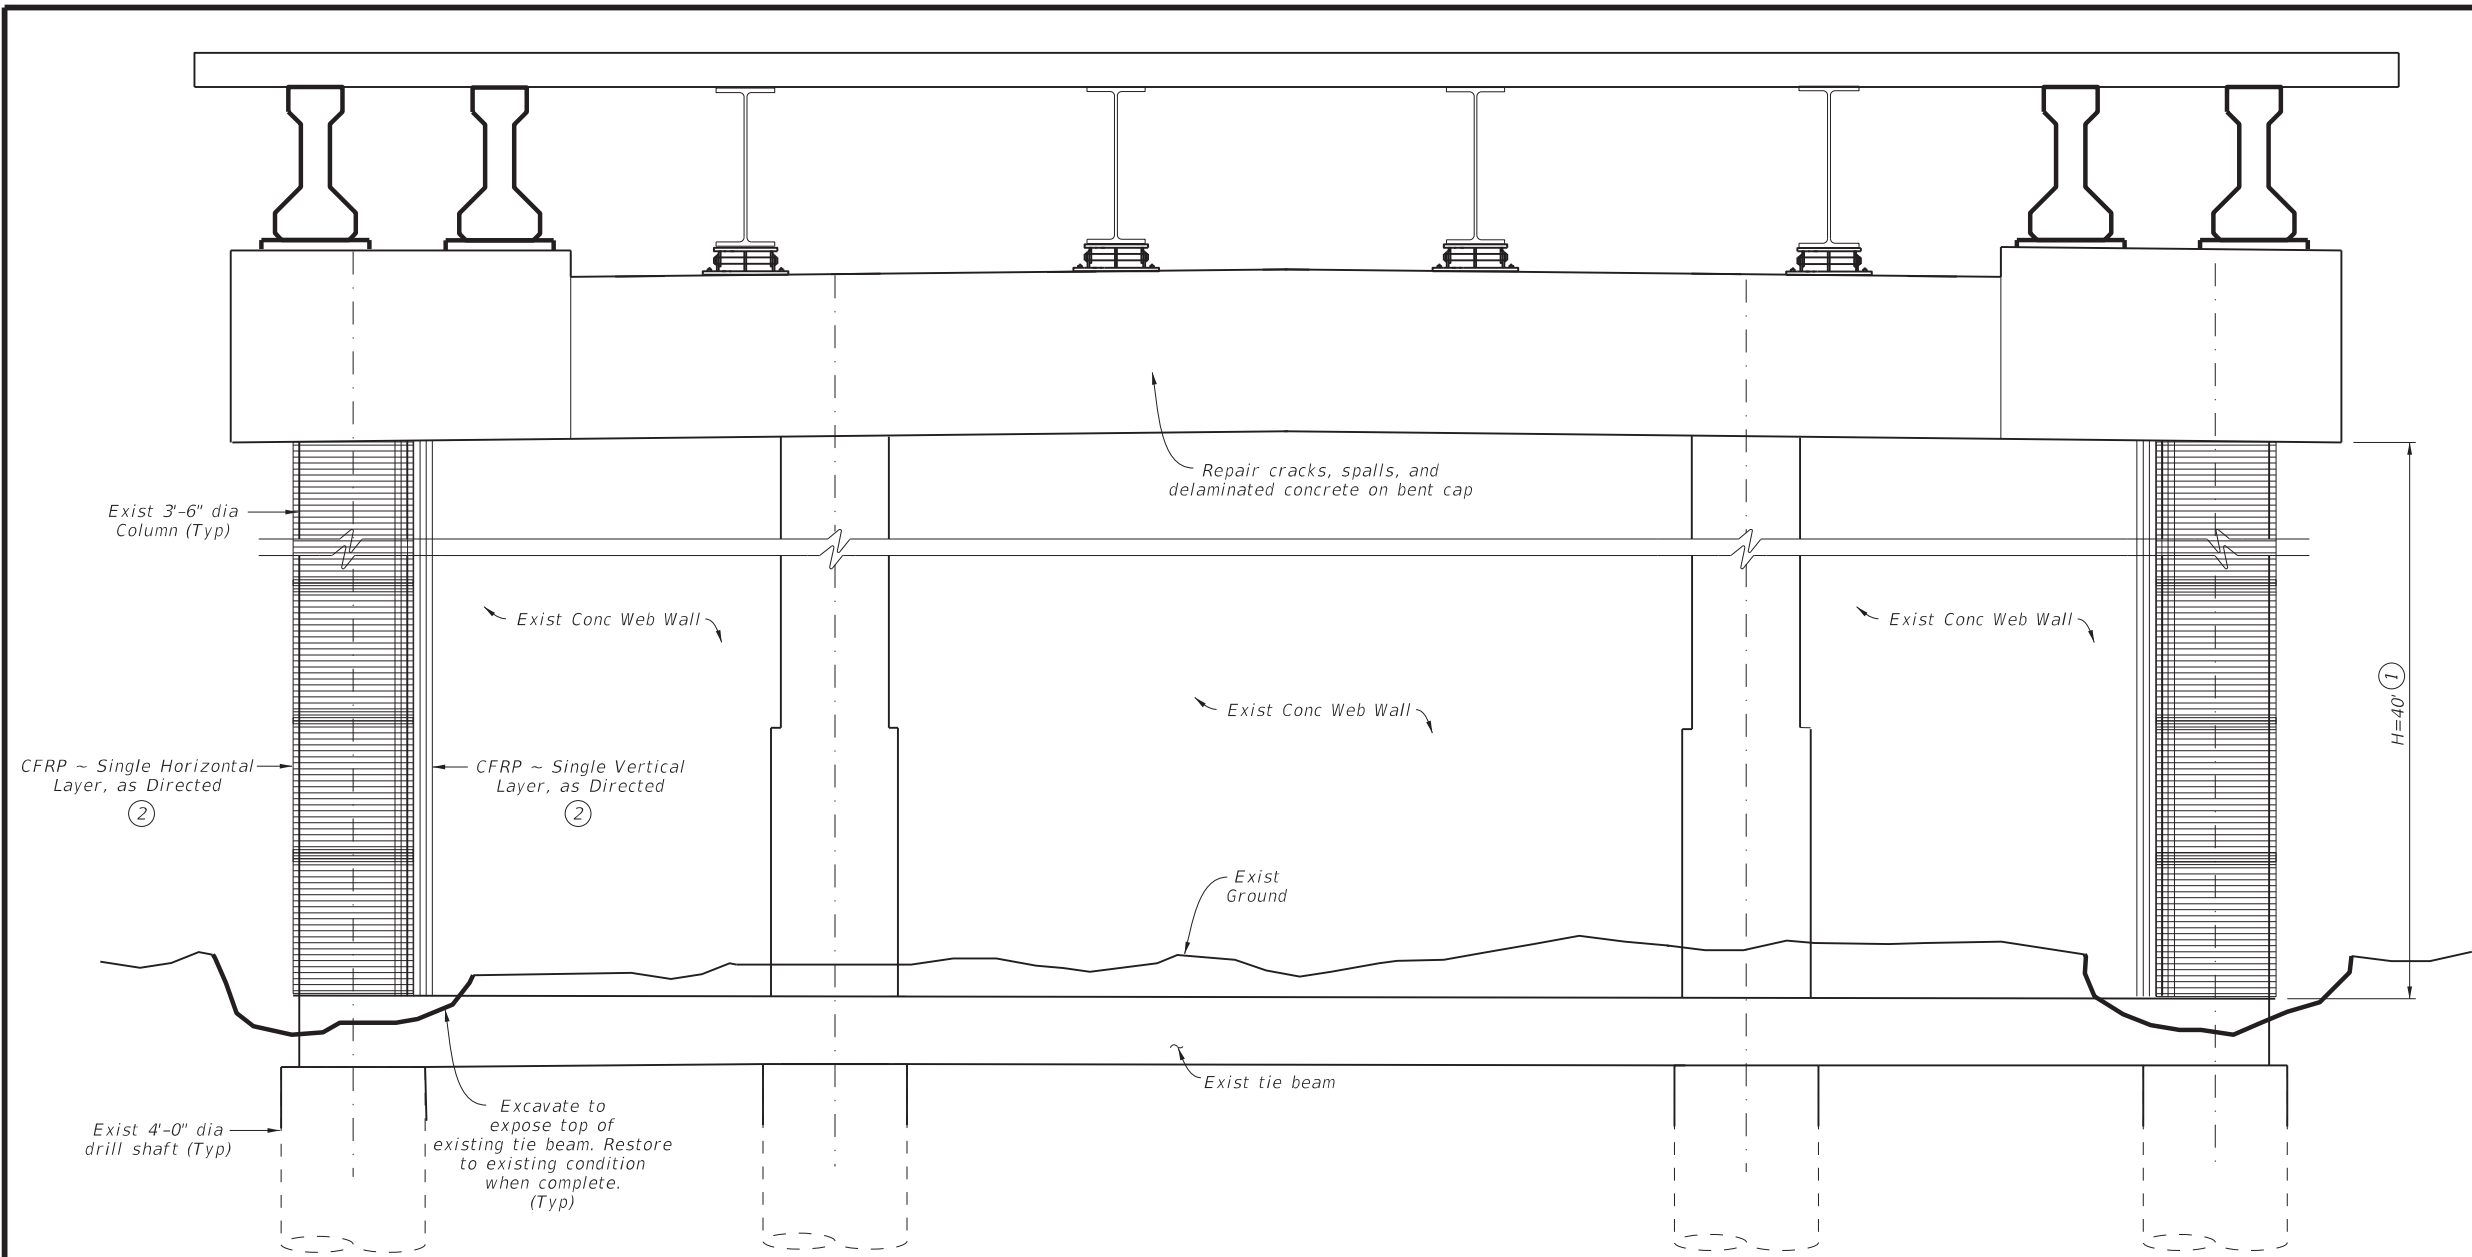 Repair cracks, spalls, and
delaminated concrete on bent cap
Exist 3'-6" dia
Column (Typ)
Exist Conc Web Wall
Exist Conc Web Wall
H=40' 1
Exist Conc Web Wall
CFRP ~ Single Horizontal
Layer, as Directed
2
CFRP ~ Single Vertical
Layer, as Directed
2
Exist
Ground
Exist tie beam
Exist 4'-0" dia
drill shaft (Typ)
Excavate to
expose top of
existing tie beam. Restore
to existing condition
when complete.
(Typ)